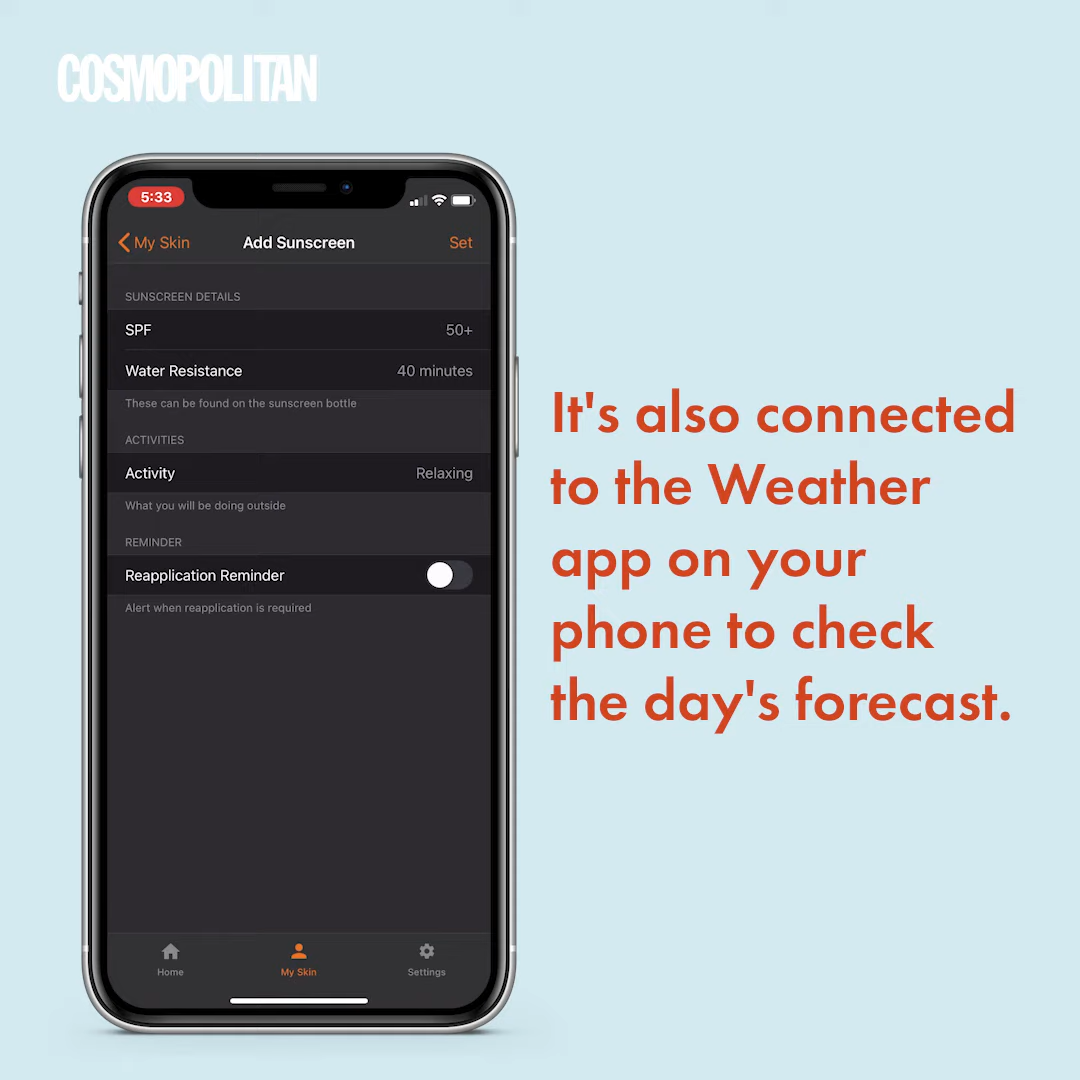 COSMOPOLITAN
5:33
My Skin Add Sunscreen Set
SUNSCREEN DETAILS
SPF 50+
Water Resistance 40 minutes
These can be found on the sunscreen bottle
ACTIVITIES
Activity Relaxing
What you will be doing outside
REMINDER
Reapplication Reminder
Alert when reapplication is required
Home My Skin Settings
It's also connected
to the Weather
app on your
phone to check
the day's forecast.